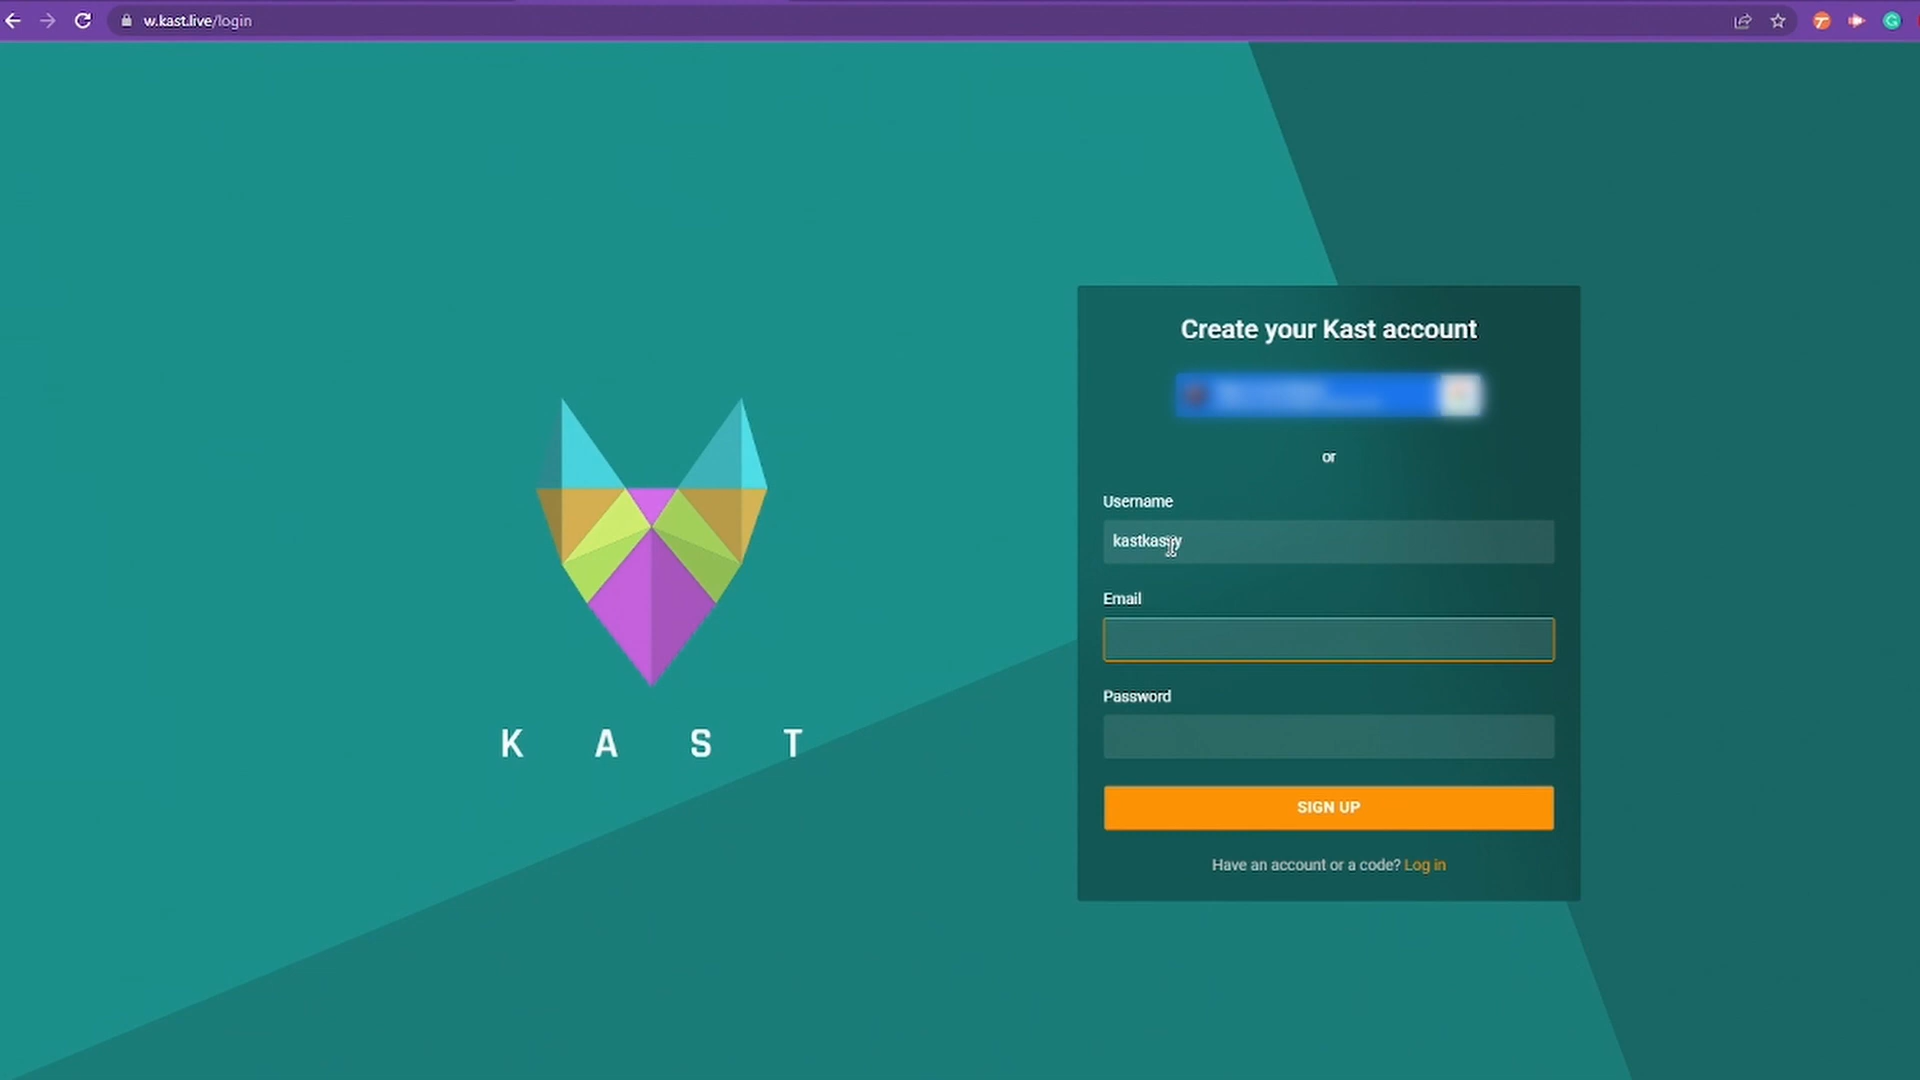 w.kast.live/login
Create your Kast account
or
Username
Email
Password
SIGN UP
Have an account or a code? Log in
K A S T